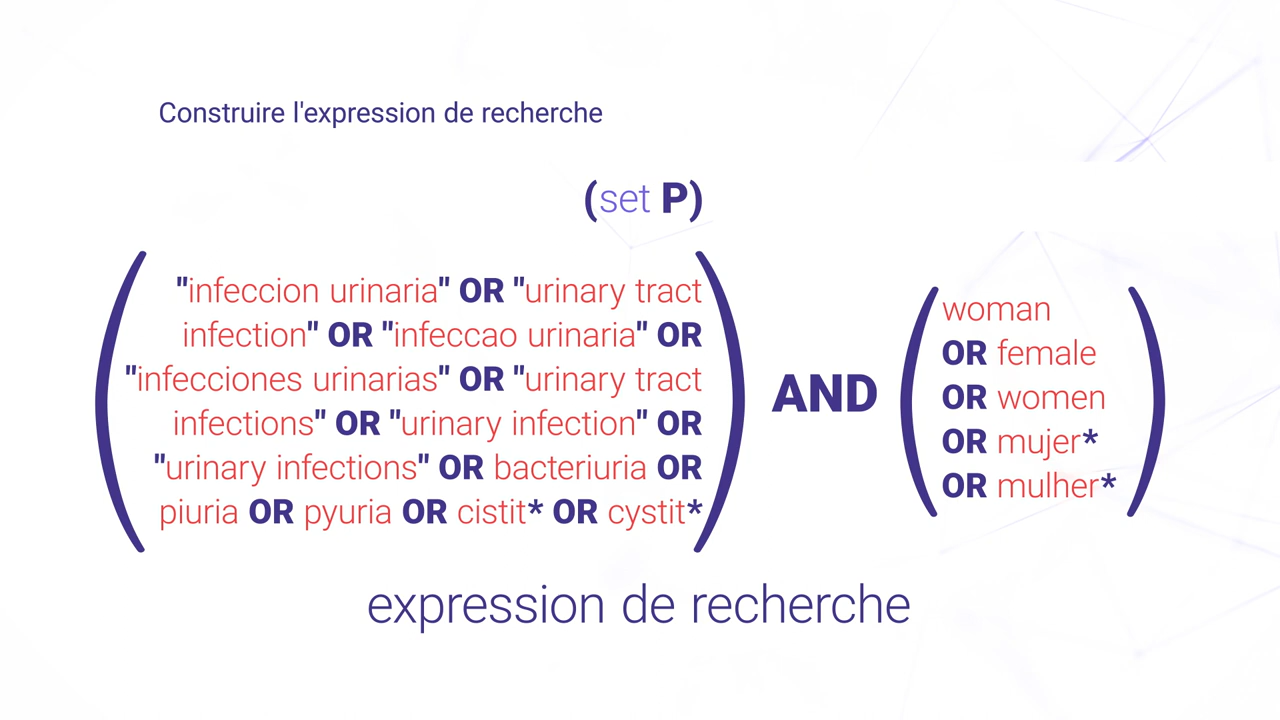 Construire l'expression de recherche
(set P)
(
"infeccion urinaria" OR "urinary tract
infection" OR "infeccao urinaria" OR
"infecciones urinarias" OR "urinary tract
infections" OR "urinary infection" OR
"urinary infections" OR bacteriuria OR
piuria OR pyuria OR cistit* OR cystit*
)
AND
(
woman
OR female
OR women
OR mujer*
OR mulher*
)
expression de recherche